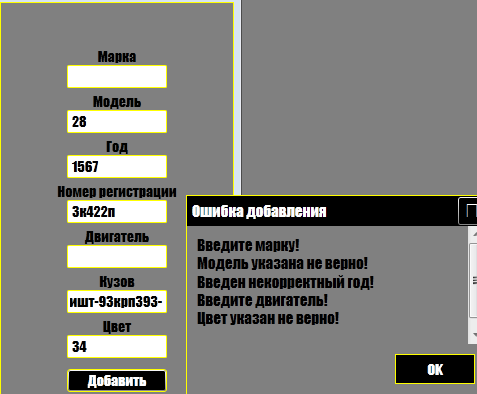 Марка
Модель
28
Год
1567
Номер регистрации
3к422п
Двигатель
Кузов
ишт-93крп393-
Цвет
34
Добавить
Ошибка добавления
Введите марку!
Модель указана не верно!
Введен некорректный год!
Введите двигатель!
Цвет указан не верно!
OK